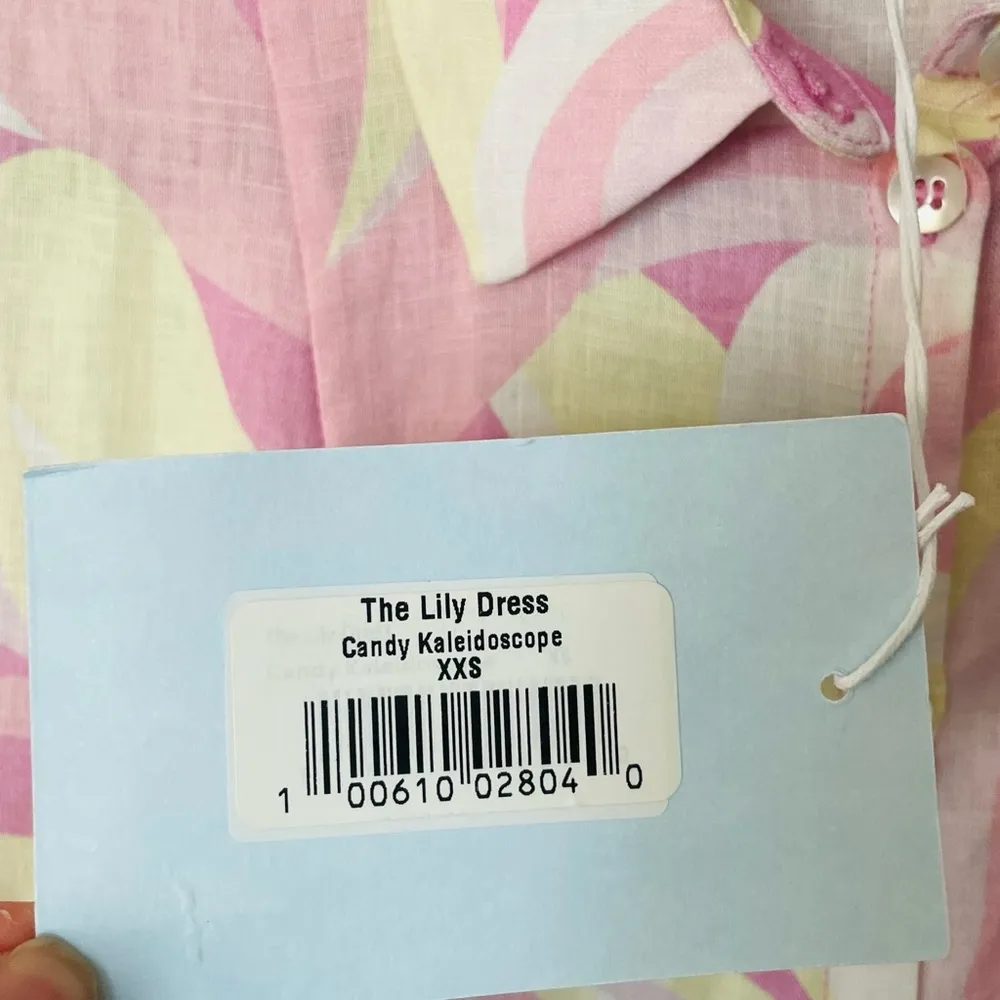 The Lily Dress
Candy Kaleidoscope
XXS
1 00610 02804 0